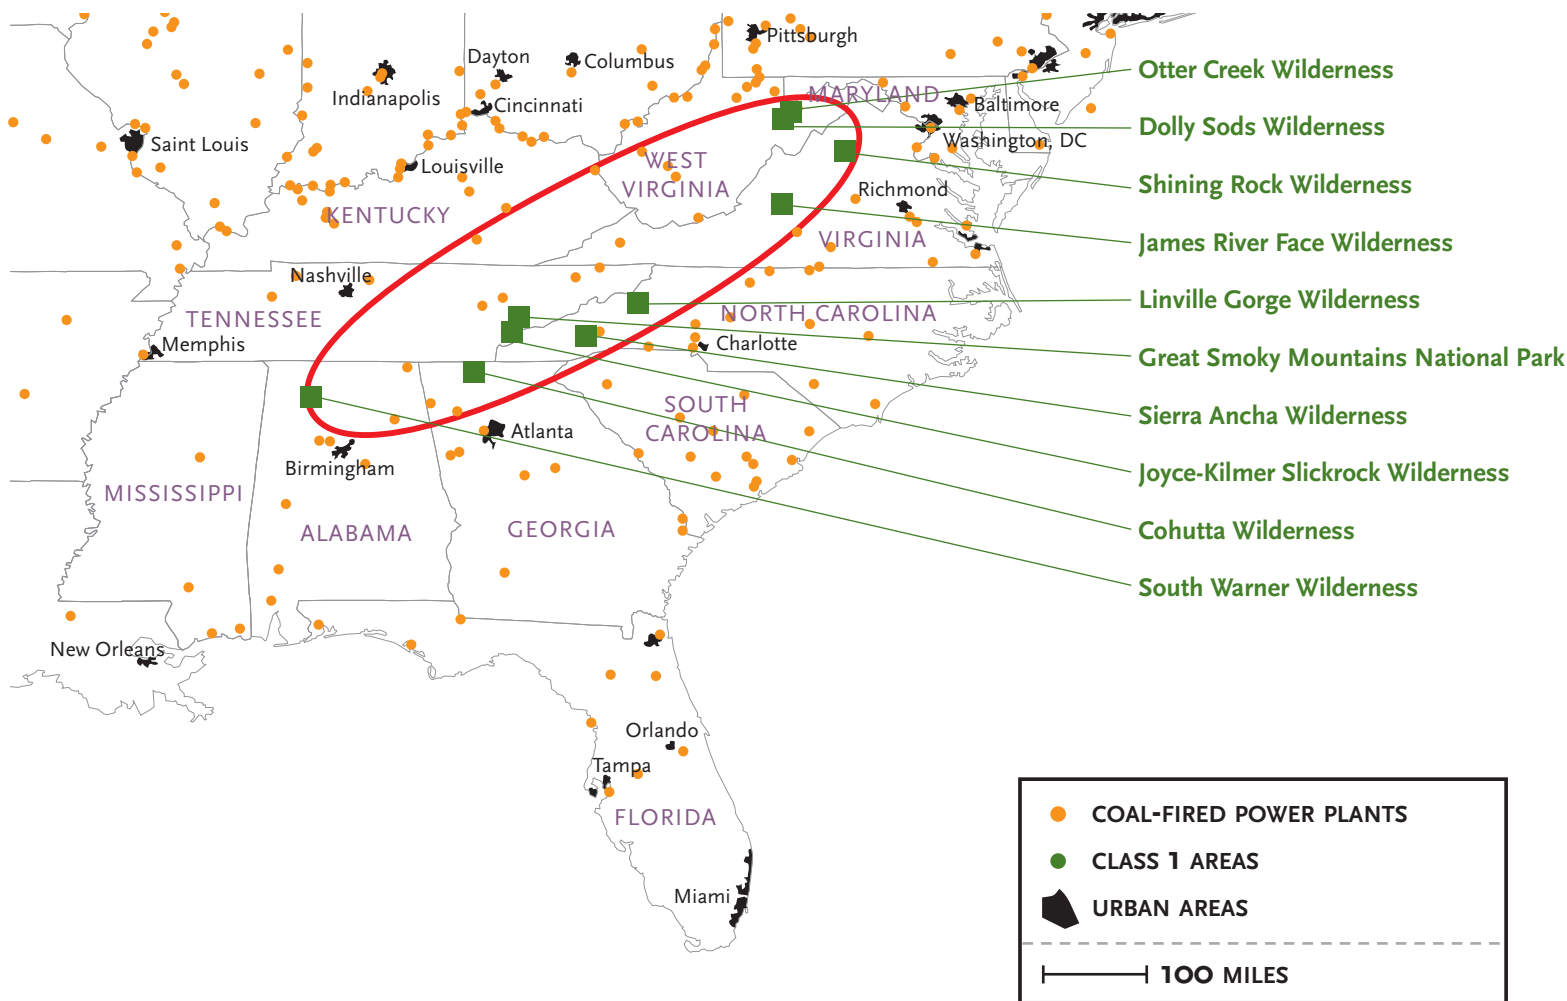 Pittsburgh
Dayton
Columbus
Otter Creek Wilderness
Indianapolis
Cincinnati
MARYLAND
Baltimore
Dolly Sods Wilderness
Saint Louis
Washington, DC
Louisville
WEST
VIRGINIA
Richmond
Shining Rock Wilderness
KENTUCKY
VIRGINIA
James River Face Wilderness
Nashville
Linville Gorge Wilderness
TENNESSEE
NORTH CAROLINA
Memphis
Charlotte
Great Smoky Mountains National Park
SOUTH
CAROLINA
Sierra Ancha Wilderness
Atlanta
Birmingham
Joyce-Kilmer Slickrock Wilderness
MISSISSIPPI
ALABAMA
GEORGIA
Cohutta Wilderness
South Warner Wilderness
New Orleans
Orlando
Tampa
FLORIDA
Miami
COAL-FIRED POWER PLANTS
CLASS 1 AREAS
URBAN AREAS
100 MILES